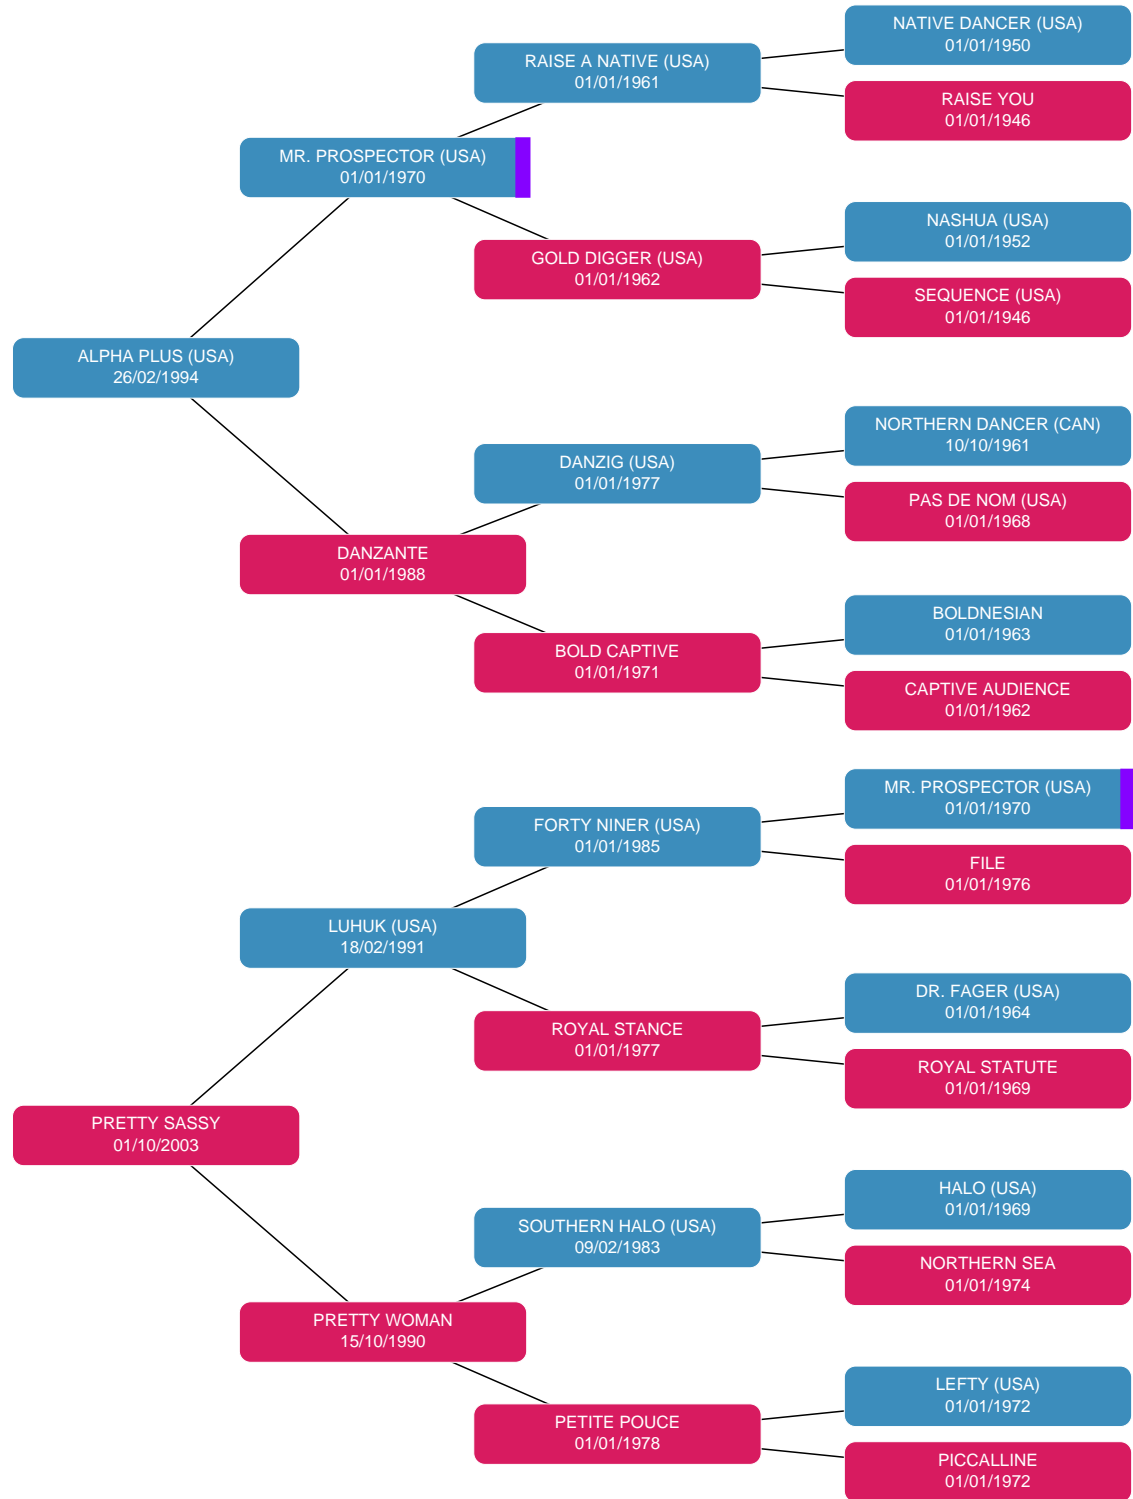 NATIVE DANCER (USA)
01/01/1950
RAISE A NATIVE (USA)
01/01/1961
RAISE YOU
01/01/1946
MR. PROSPECTOR (USA)
01/01/1970
NASHUA (USA)
01/01/1952
GOLD DIGGER (USA)
01/01/1962
SEQUENCE (USA)
01/01/1946
ALPHA PLUS (USA)
26/02/1994
NORTHERN DANCER (CAN)
10/10/1961
DANZIG (USA)
01/01/1977
PAS DE NOM (USA)
01/01/1968
DANZANTE
01/01/1988
BOLDNESIAN
01/01/1963
BOLD CAPTIVE
01/01/1971
CAPTIVE AUDIENCE
01/01/1962
MR. PROSPECTOR (USA)
01/01/1970
FORTY NINER (USA)
01/01/1985
FILE
01/01/1976
LUHUK (USA)
18/02/1991
DR. FAGER (USA)
01/01/1964
ROYAL STANCE
01/01/1977
ROYAL STATUTE
01/01/1969
PRETTY SASSY
01/10/2003
HALO (USA)
01/01/1969
SOUTHERN HALO (USA)
09/02/1983
NORTHERN SEA
01/01/1974
PRETTY WOMAN
15/10/1990
LEFTY (USA)
01/01/1972
PETITE POUCE
01/01/1978
PICCALLINE
01/01/1972